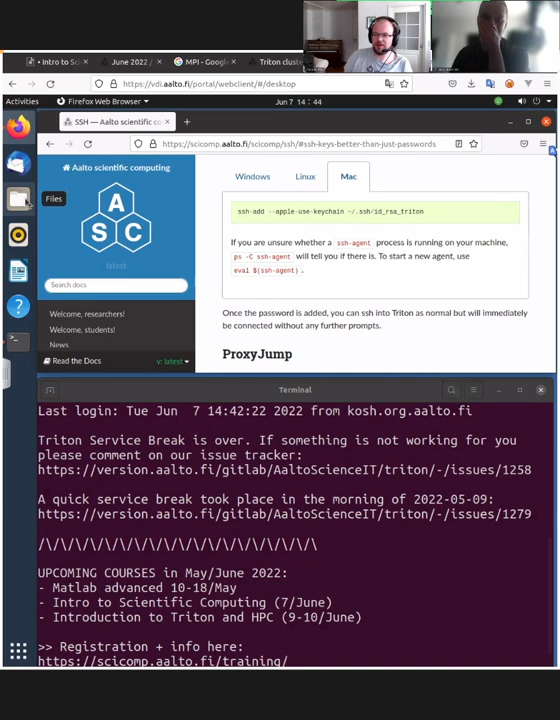 • Intro to Sci
June 2022 /
MPI - Google
Triton cluste
https://vdi.aalto.fi/portal/webclient/#/desktop
Activities
Firefox Web Browser
Jun 7 14:44
SSH — Aalto scientific co
https://scicomp.aalto.fi/scicomp/ssh/#ssh-keys-better-than-just-passwords
Aalto scientific computing
A
S C
latest
Search docs
Welcome, researchers!
Welcome, students!
News
Read the Docs
v: latest
Files
Windows
Linux
Mac
ssh-add --apple-use-keychain ~/.ssh/id_rsa_triton
If you are unsure whether a ssh-agent process is running on your machine,
ps -C ssh-agent will tell you if there is. To start a new agent, use
eval $(ssh-agent) .
Once the password is added, you can ssh into Triton as normal but will immediately
be connected without any further prompts.
ProxyJump
Terminal
Last login: Tue Jun  7 14:42:22 2022 from kosh.org.aalto.fi
Triton Service Break is over. If something is not working for you
please comment on our issue tracker:
https://version.aalto.fi/gitlab/AaltoScienceIT/triton/-/issues/1258
A quick service break took place in the morning of 2022-05-09:
https://version.aalto.fi/gitlab/AaltoScienceIT/triton/-/issues/1279
/\/\/\/\/\/\/\/\/\/\/\/\/\/\/\/\/\/\/\
UPCOMING COURSES in May/June 2022:
- Matlab advanced 10-18/May
- Intro to Scientific Computing (7/June)
- Introduction to Triton and HPC (9-10/June)
>> Registration + info here:
https://scicomp.aalto.fi/training/